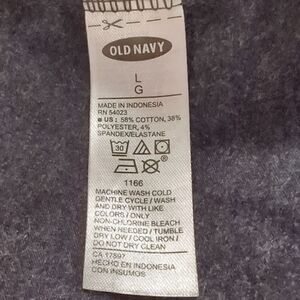 OLD NAVY
L
G
MADE IN INDONESIA
RN 54023
■ US : 58% COTTON, 38%
POLYESTER, 4%
SPANDEX/ELASTANE
30
1166
MACHINE WASH COLD
GENTLE CYCLE / WASH
AND DRY WITH LIKE
COLORS / ONLY
NON-CHLORINE BLEACH
WHEN NEEDED / TUMBLE
DRY LOW / COOL IRON /
DO NOT DRY CLEAN
CA 17897
HECHO EN INDONESIA
CON INSUMOS